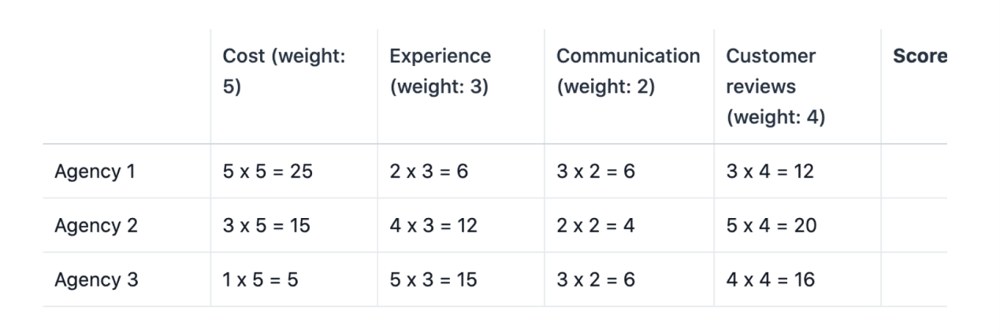 Cost (weight: 5)
Experience (weight: 3)
Communication (weight: 2)
Customer reviews (weight: 4)
Score
Agency 1 5 x 5 = 25 2 x 3 = 6 3 x 2 = 6 3 x 4 = 12
Agency 2 3 x 5 = 15 4 x 3 = 12 2 x 2 = 4 5 x 4 = 20
Agency 3 1 x 5 = 5 5 x 3 = 15 3 x 2 = 6 4 x 4 = 16